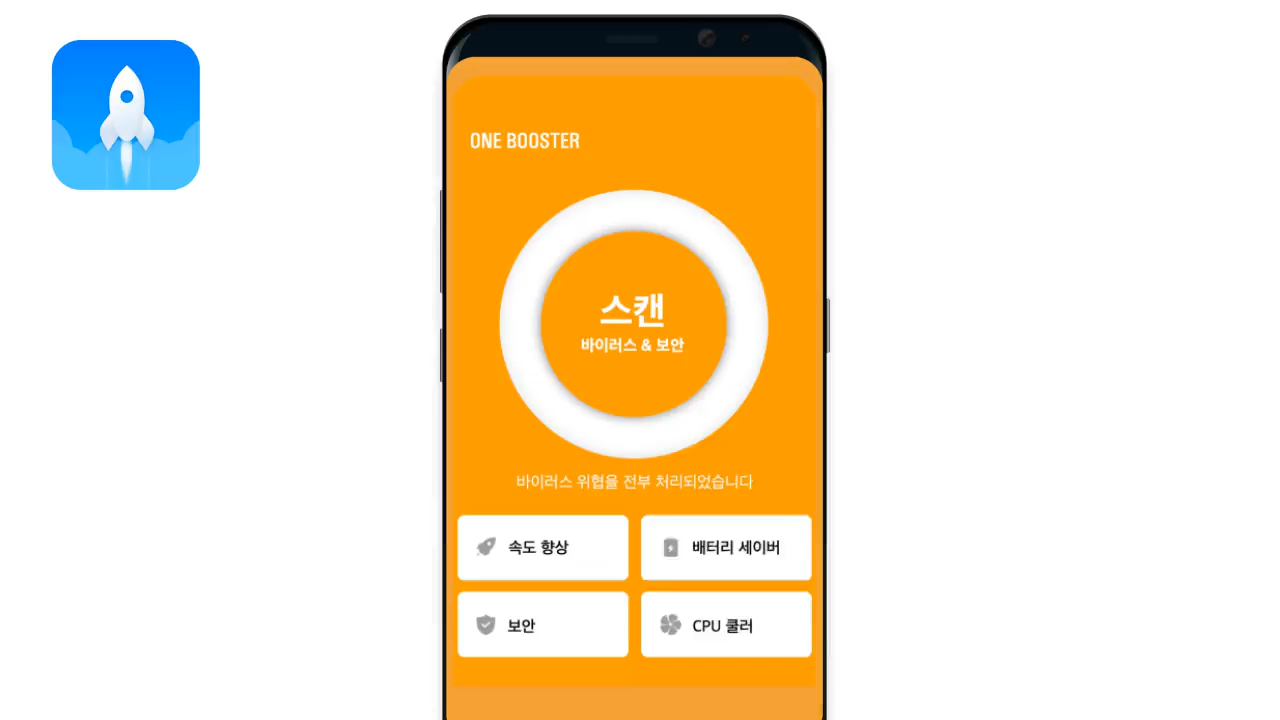 ONE BOOSTER
스캔
바이러스 & 보안
바이러스 위협을 전부 처리되었습니다
속도 향상
배터리 세이버
보안
CPU 쿨러